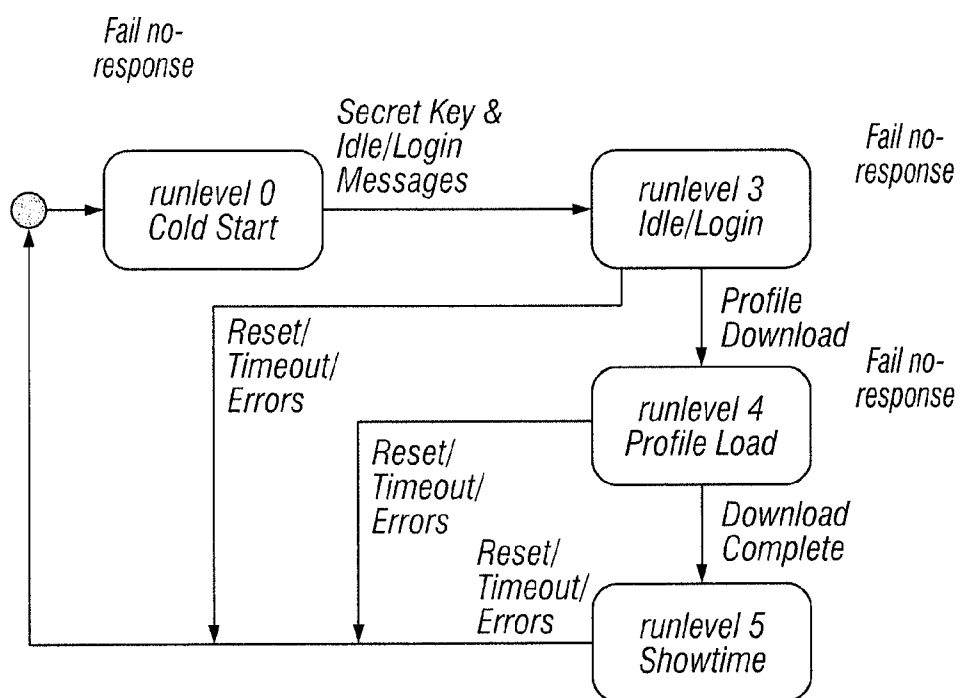 Fail no-
response
Secret Key &
Idle/Login
Messages
Fail no-
response
runlevel 0
Cold Start
runlevel 3
Idle/Login
Reset/
Timeout/
Errors
Profile
Download
Fail no-
response
runlevel 4
Profile Load
Reset/
Timeout/
Errors
Download
Complete
Reset/
Timeout/
Errors
runlevel 5
Showtime